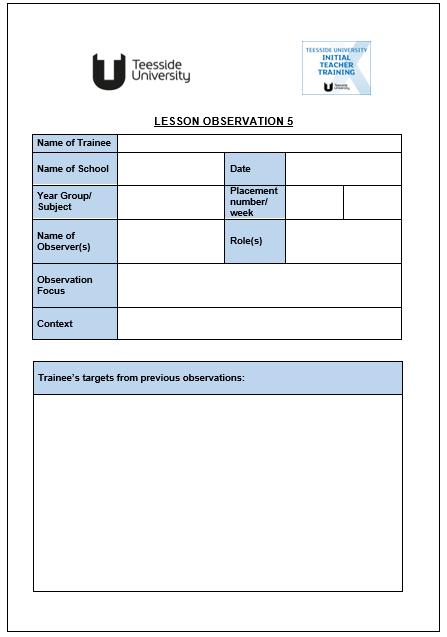 Teesside
University
TEESSIDE UNIVERSITY
INITIAL
TEACHER
TRAINING
Teesside
University
LESSON OBSERVATION 5
Name of Trainee
Name of School
Date
Year Group/
Subject
Placement
number/
week
Name of
Observer(s)
Role(s)
Observation
Focus
Context
Trainee's targets from previous observations: